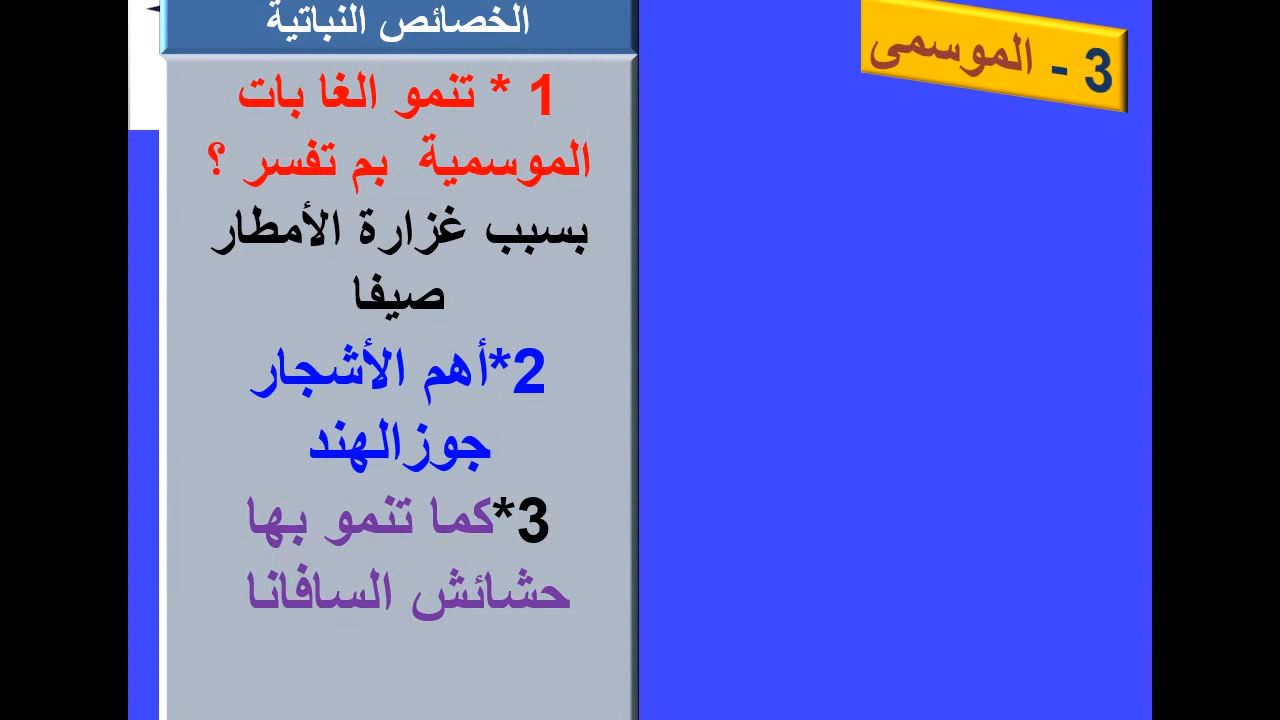 3 - الموسمى
الخصائص النباتية
1 * تنمو الغا بات
الموسمية بم تفسر ؟
بسبب غزارة الأمطار
صيفا
2*أهم الأشجار
جوزالهند
3*كما تنمو بها
حشائش السافانا